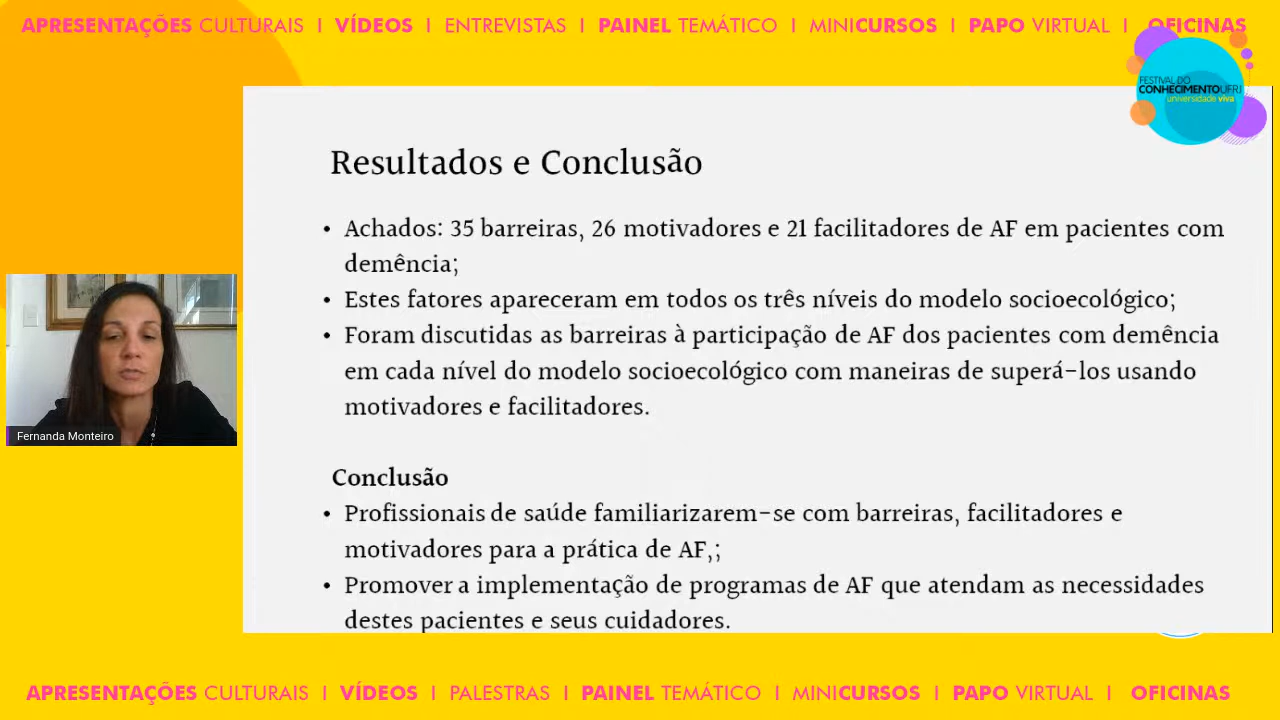 APRESENTAÇÕES CULTURAIS I VÍDEOS I ENTREVISTAS I PAINEL TEMÁTICO I MINICURSOS I PAPO VIRTUAL I OFICINAS
FESTIVAL DO
CONHECIMENTO UFRJ
universidade viva
Resultados e Conclusão
• Achados: 35 barreiras, 26 motivadores e 21 facilitadores de AF em pacientes com
demência;
• Estes fatores apareceram em todos os três níveis do modelo socioecológico;
• Foram discutidas as barreiras à participação de AF dos pacientes com demência
em cada nível do modelo socioecológico com maneiras de superá-los usando
motivadores e facilitadores.
Fernanda Monteiro
Conclusão
• Profissionais de saúde familiarizarem-se com barreiras, facilitadores e
motivadores para a prática de AF,;
• Promover a implementação de programas de AF que atendam as necessidades
destes pacientes e seus cuidadores.
APRESENTAÇÕES CULTURAIS I VÍDEOS I PALESTRAS I PAINEL TEMÁTICO I MINICURSOS I PAPO VIRTUAL I OFICINAS